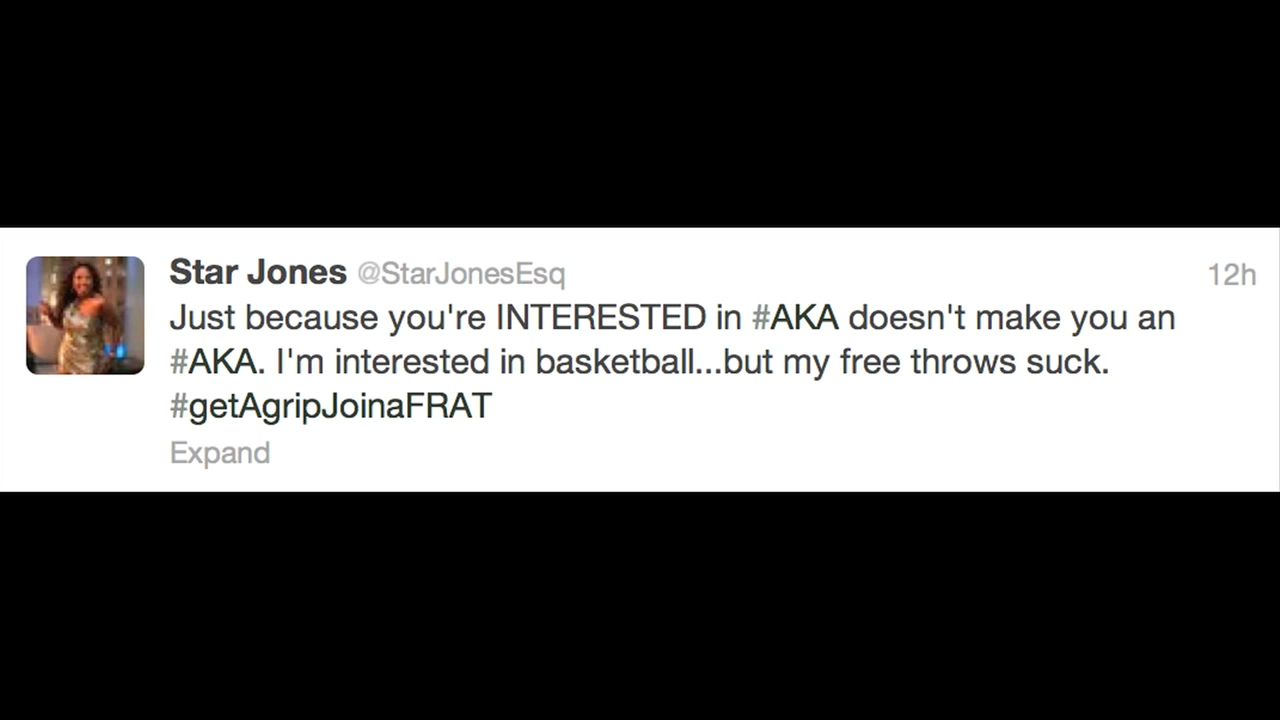 Star Jones @StarJonesEsq 12h
Just because you're INTERESTED in #AKA doesn't make you an
#AKA. I'm interested in basketball...but my free throws suck.
#getAgripJoinaFRAT
Expand